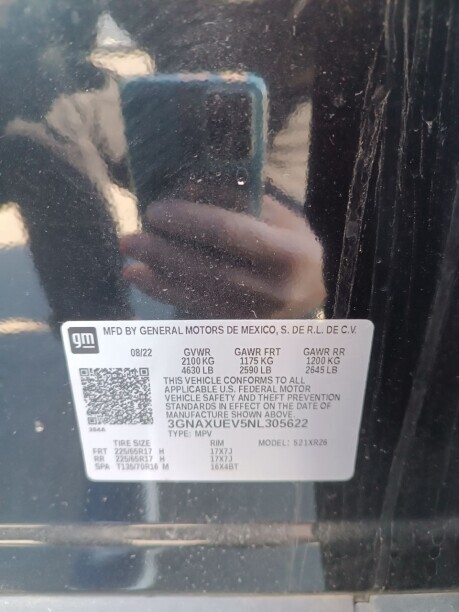 gm
MFD BY GENERAL MOTORS DE MEXICO, S. DE R.L. DE C.V.
08/22 GVWR GAWR FRT GAWR RR
2100 KG 1175 KG 1200 KG
4630 LB 2590 LB 2645 LB
THIS VEHICLE CONFORMS TO ALL
APPLICABLE U.S. FEDERAL MOTOR
VEHICLE SAFETY AND THEFT PREVENTION
STANDARDS IN EFFECT ON THE DATE OF
MANUFACTURE SHOWN ABOVE.
3GNAXUEV5NL305622
TYPE: MPV MODEL: 521XR26
TIRE SIZE RIM
FRT 225/65R17 H 17X7J
RR 225/65R17 H 17X7J
SPA T135/70R16 M 16X4BT